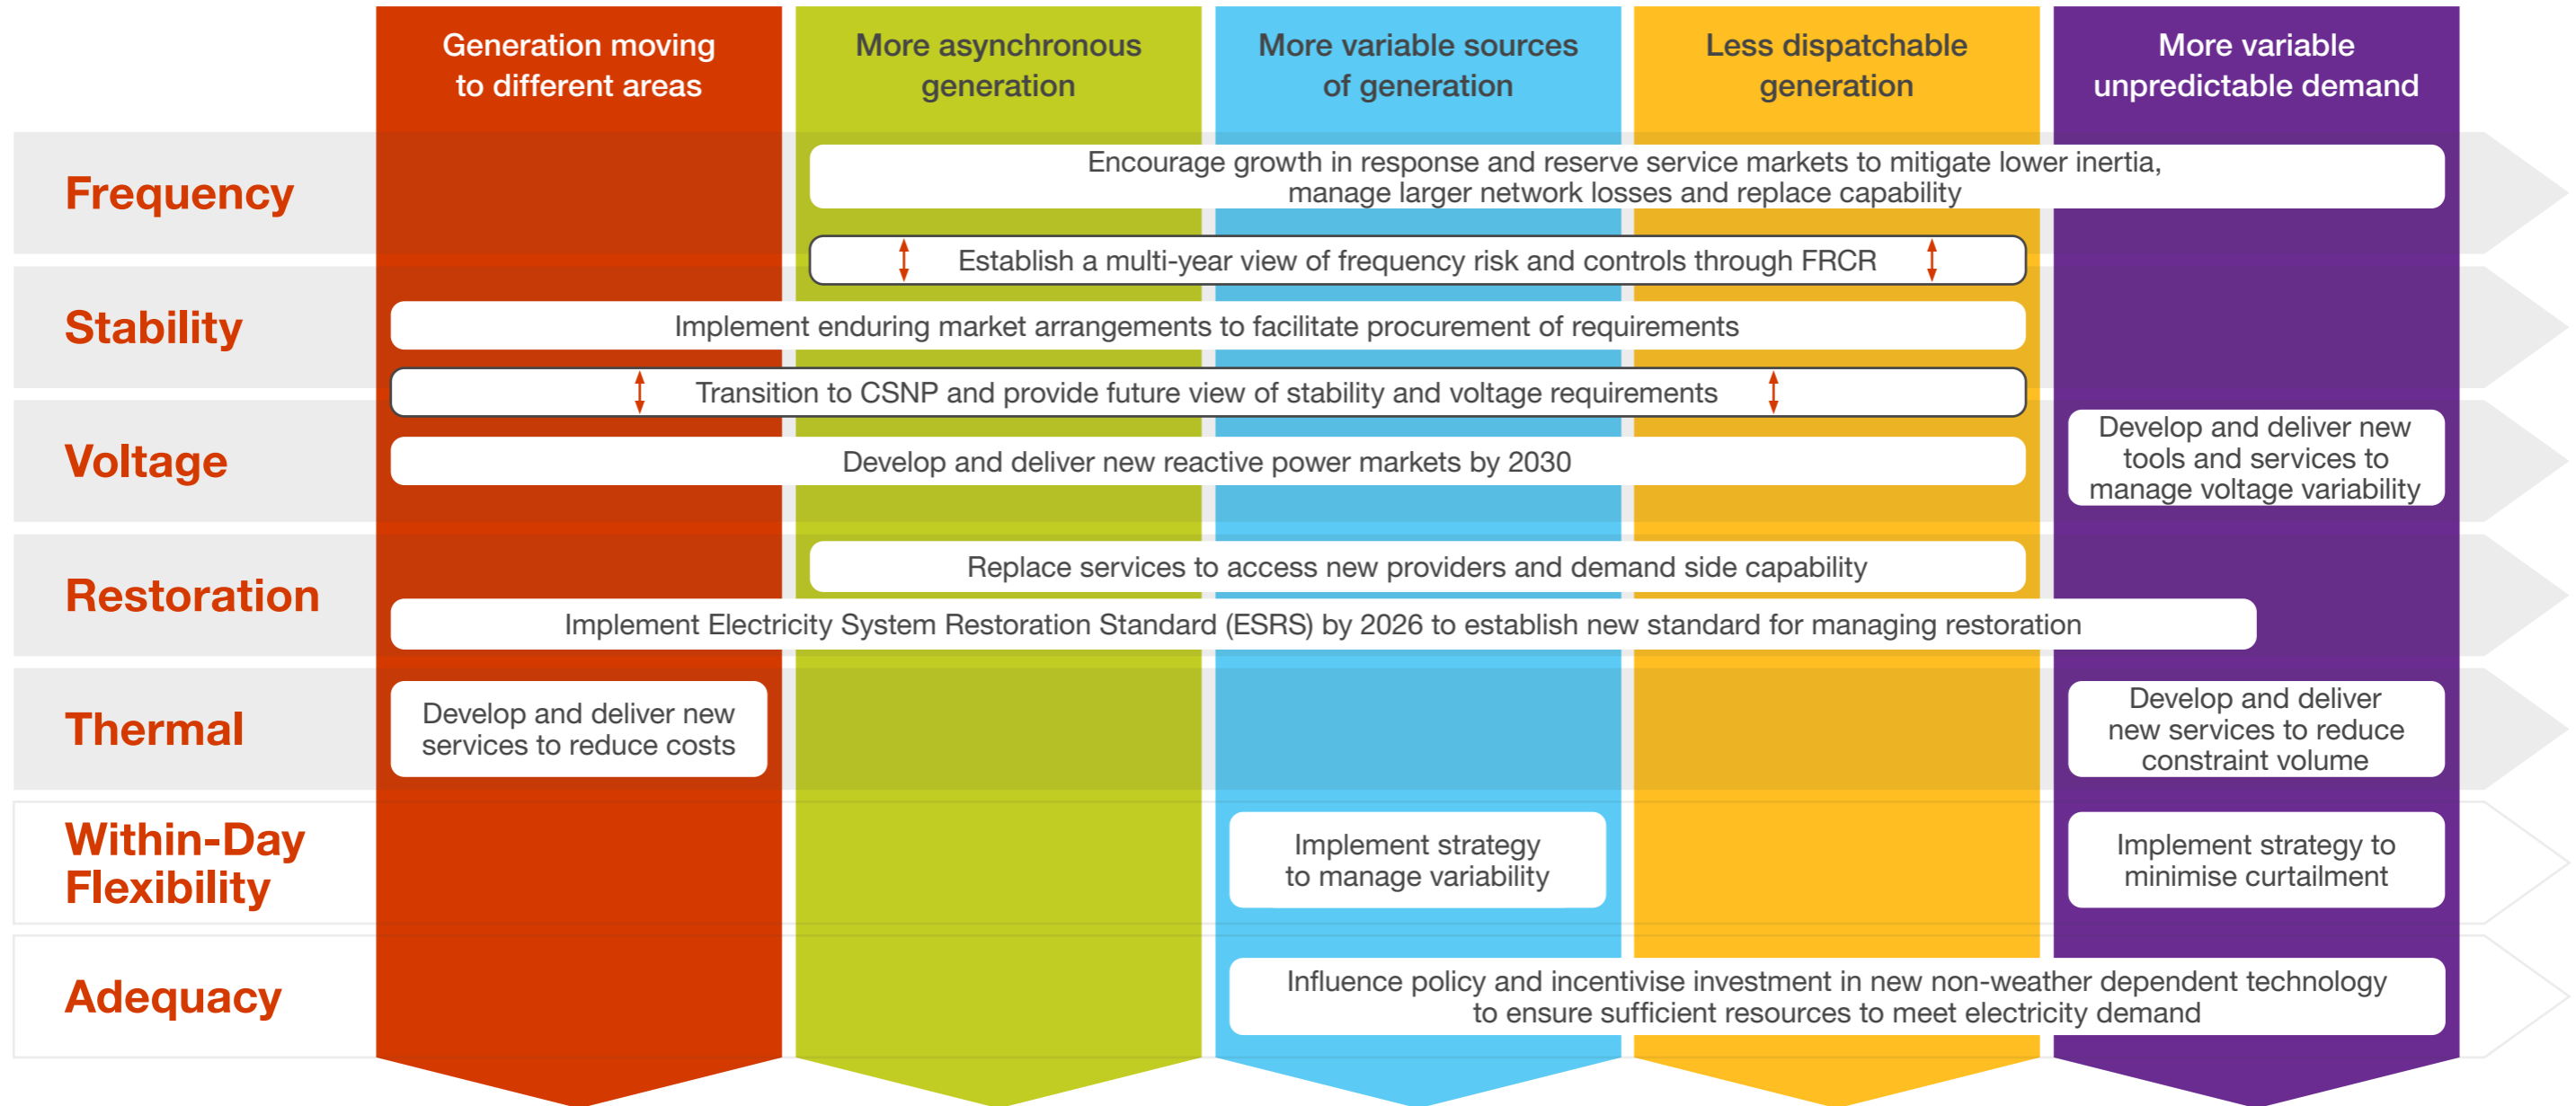 Generation moving
to different areas
More asynchronous
generation
More variable sources
of generation
Less dispatchable
generation
More variable
unpredictable demand
Frequency
Encourage growth in response and reserve service markets to mitigate lower inertia,
manage larger network losses and replace capability
Establish a multi-year view of frequency risk and controls through FRCR
Stability
Implement enduring market arrangements to facilitate procurement of requirements
Transition to CSNP and provide future view of stability and voltage requirements
Voltage
Develop and deliver new reactive power markets by 2030
Develop and deliver new
tools and services to
manage voltage variability
Restoration
Replace services to access new providers and demand side capability
Implement Electricity System Restoration Standard (ESRS) by 2026 to establish new standard for managing restoration
Thermal
Develop and deliver new
services to reduce costs
Develop and deliver
new services to reduce
constraint volume
Within-Day
Flexibility
Implement strategy
to manage variability
Implement strategy to
minimise curtailment
Adequacy
Influence policy and incentivise investment in new non-weather dependent technology
to ensure sufficient resources to meet electricity demand